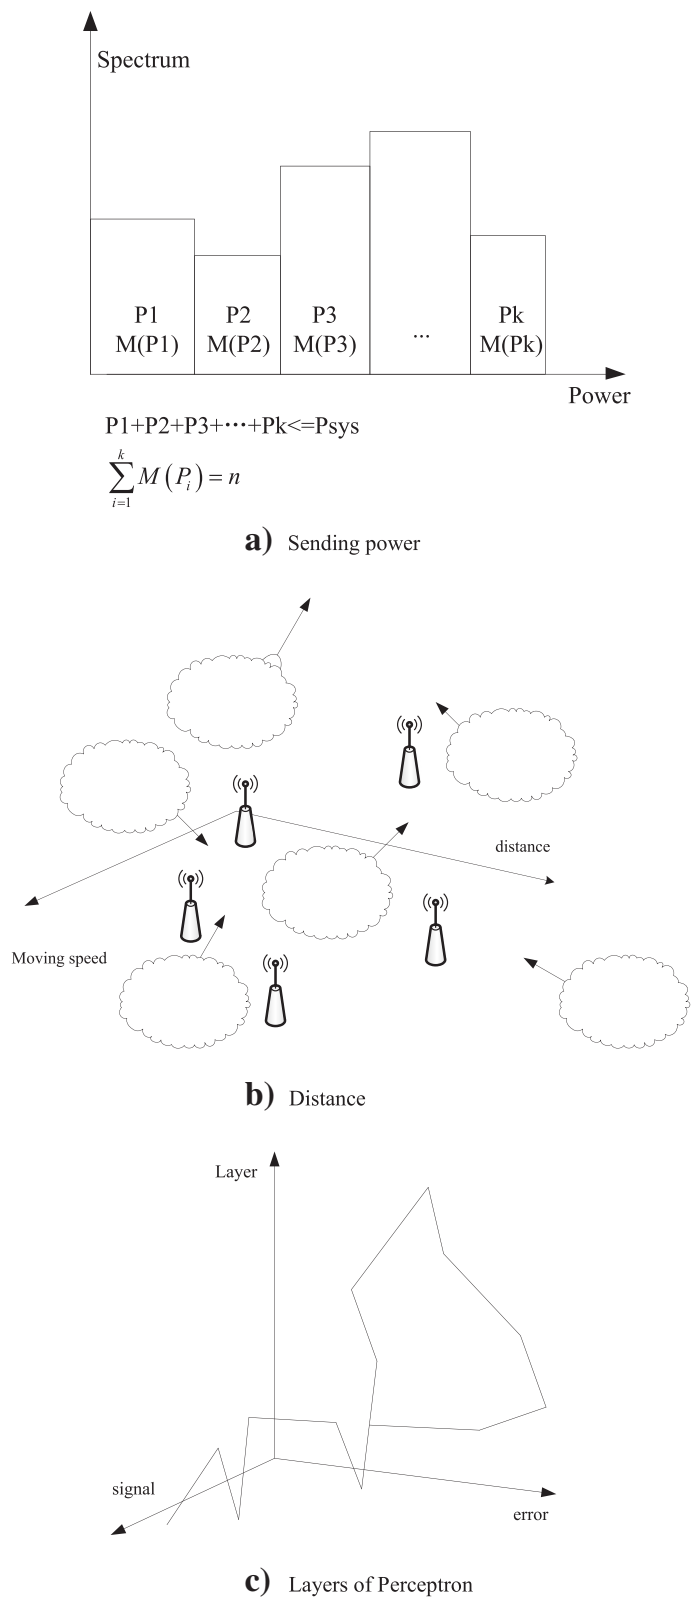 Spectrum
P1 P2 P3 Pk
M(P1) M(P2) M(P3) ... M(Pk)
Power
P1+P2+P3+···+Pk<=Psys
k
∑ M (Pi) = n
i=1
a) Sending power
distance
Moving speed
b) Distance
Layer
signal
error
c) Layers of Perceptron